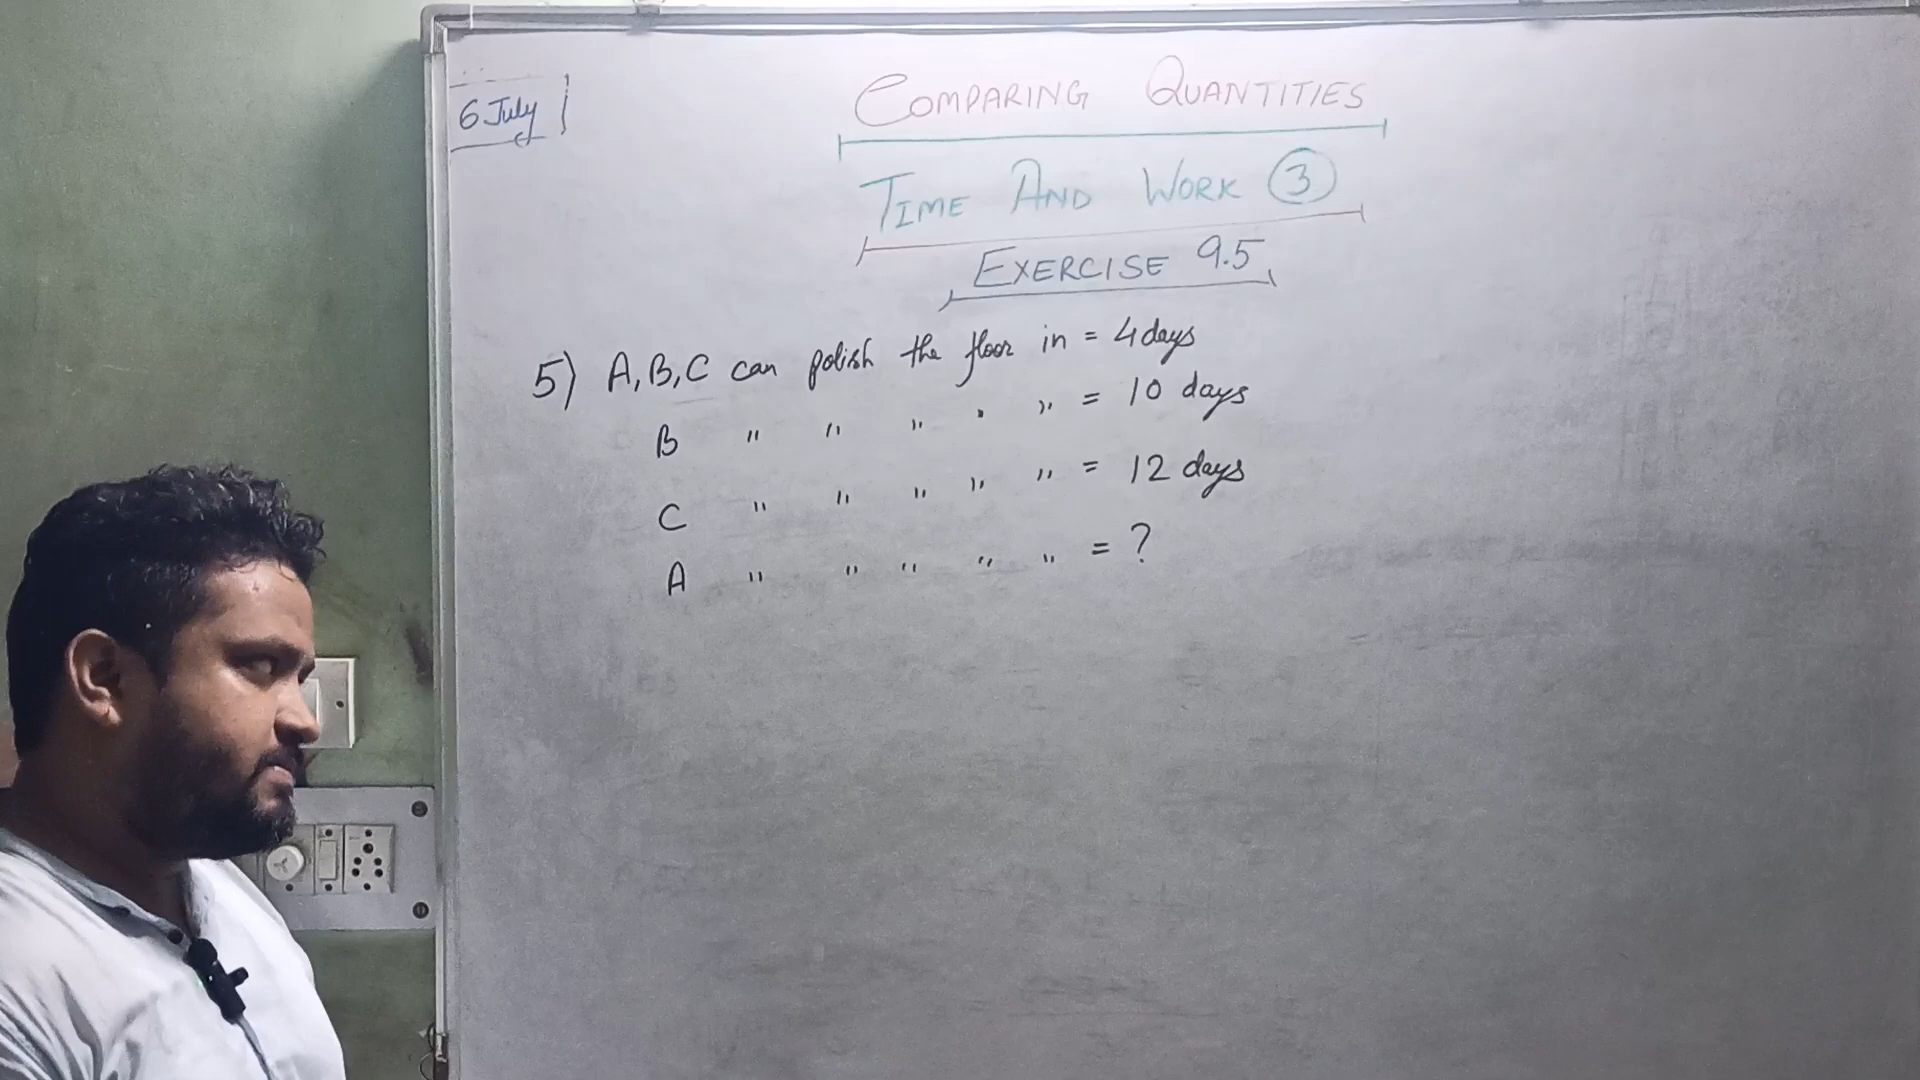 6 July
COMPARING QUANTITIES
TIME AND WORK 3
EXERCISE 9.5
5) A, B, C can polish the floor in = 4 days
B " " " " " = 10 days
C " " " " " = 12 days
A " " " " " = ?